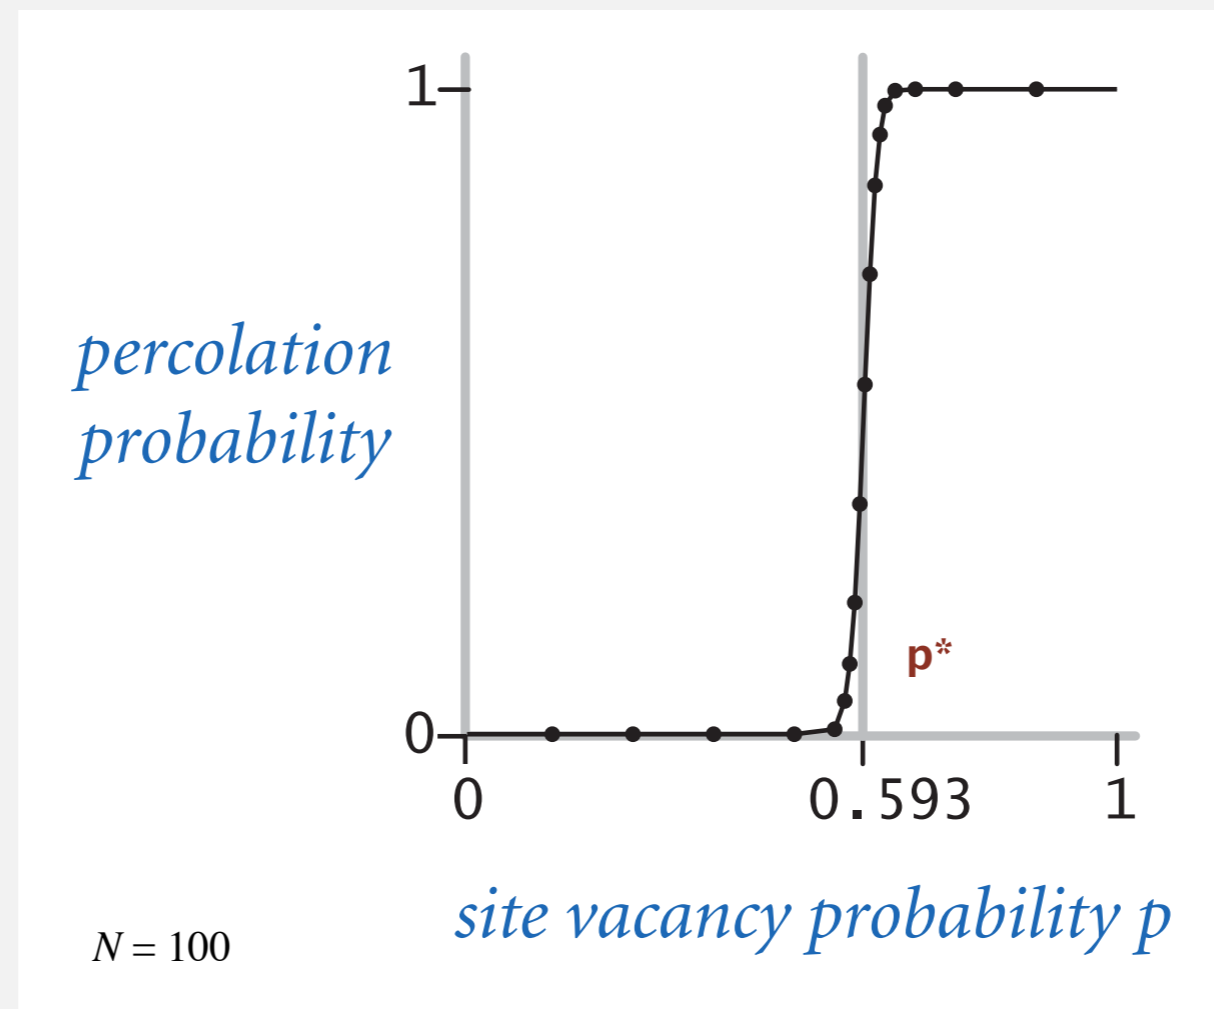 1
percolation
probability
p*
0
0
0.593
1
site vacancy probability p
N = 100